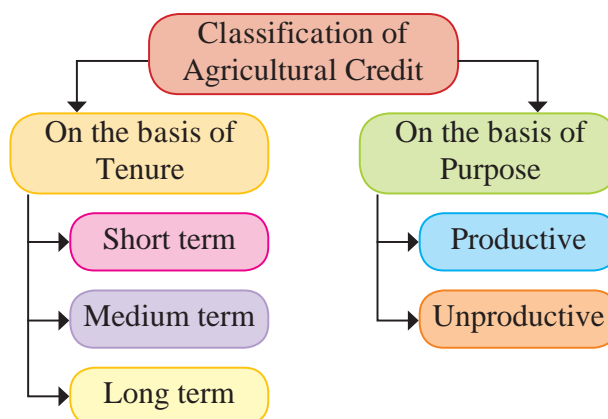 Classification of
Agricultural Credit
On the basis of
Tenure
Short term
Medium term
Long term
On the basis of
Purpose
Productive
Unproductive